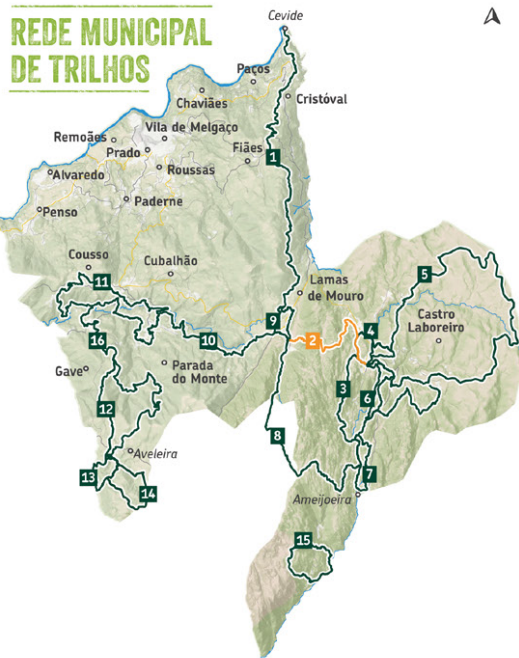 REDE MUNICIPAL
DE TRILHOS
Cevide
Paços
Cristóval
Chaviães
Remoães
Vila de Melgaço
Prado
Fiães
1
Alvaredo
Roussas
Penso
Paderne
Cousso
Cubalhão
11
Lamas
de Mouro
5
9
4
Castro
Laboreiro
16
10
2
Gave
Parada
do Monte
3
6
12
8
Aveleira
13
14
7
Ameijoeira
15